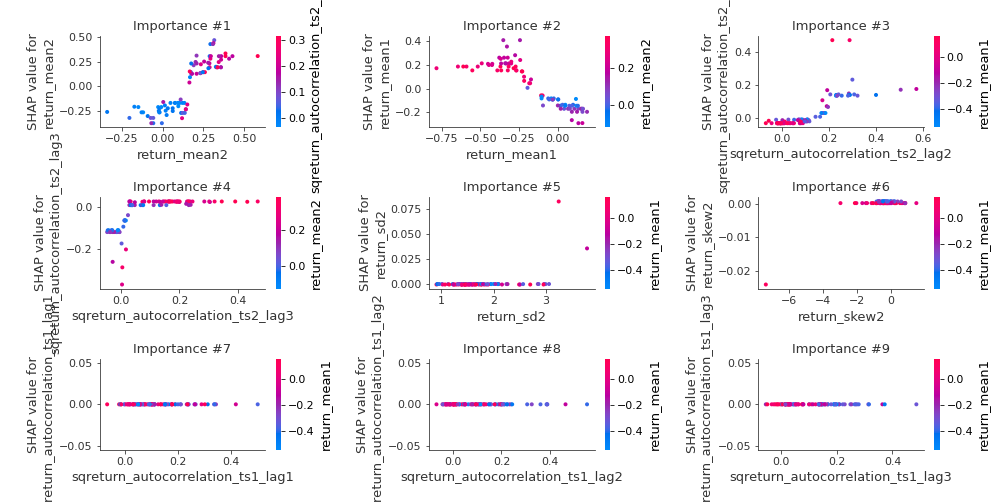 Importance #1
SHAP value for
return_mean2
0.50
0.25
0.00
−0.25
−0.25
0.00
0.25
0.50
return_mean2
0.3
0.2
0.1
0.0
sqreturn_autocorrelation_ts2_
Importance #2
SHAP value for
return_mean1
0.4
0.2
0.0
−0.2
−0.75
−0.50
−0.25
0.00
return_mean1
0.2
0.0
return_mean2
Importance #3
SHAP value for
sqreturn_autocorrelation_ts2_lag2
0.4
0.2
0.0
0.0
0.2
0.4
0.6
sqreturn_autocorrelation_ts2_lag2
0.0
−0.2
−0.4
return_mean1
Importance #4
SHAP value for
sqreturn_autocorrelation_ts2_lag3
0.0
−0.2
0.0
0.2
0.4
sqreturn_autocorrelation_ts2_lag3
0.2
0.0
return_mean2
Importance #5
SHAP value for
return_sd2
0.075
0.050
0.025
0.000
1
2
3
return_sd2
0.0
−0.2
−0.4
return_mean1
Importance #6
SHAP value for
return_skew2
0.00
−0.01
−0.02
−6
−4
−2
0
return_skew2
0.0
−0.2
−0.4
return_mean1
Importance #7
SHAP value for
sqreturn_autocorrelation_ts1_lag1
0.05
0.00
−0.05
0.0
0.2
0.4
sqreturn_autocorrelation_ts1_lag1
0.0
−0.2
−0.4
return_mean1
Importance #8
SHAP value for
return_autocorrelation_ts1_lag2
0.05
0.00
−0.05
0.0
0.2
0.4
sqreturn_autocorrelation_ts1_lag2
0.0
−0.2
−0.4
return_mean1
Importance #9
SHAP value for
return_autocorrelation_ts1_lag3
0.05
0.00
−0.05
0.0
0.2
0.4
sqreturn_autocorrelation_ts1_lag3
0.0
−0.2
−0.4
return_mean1